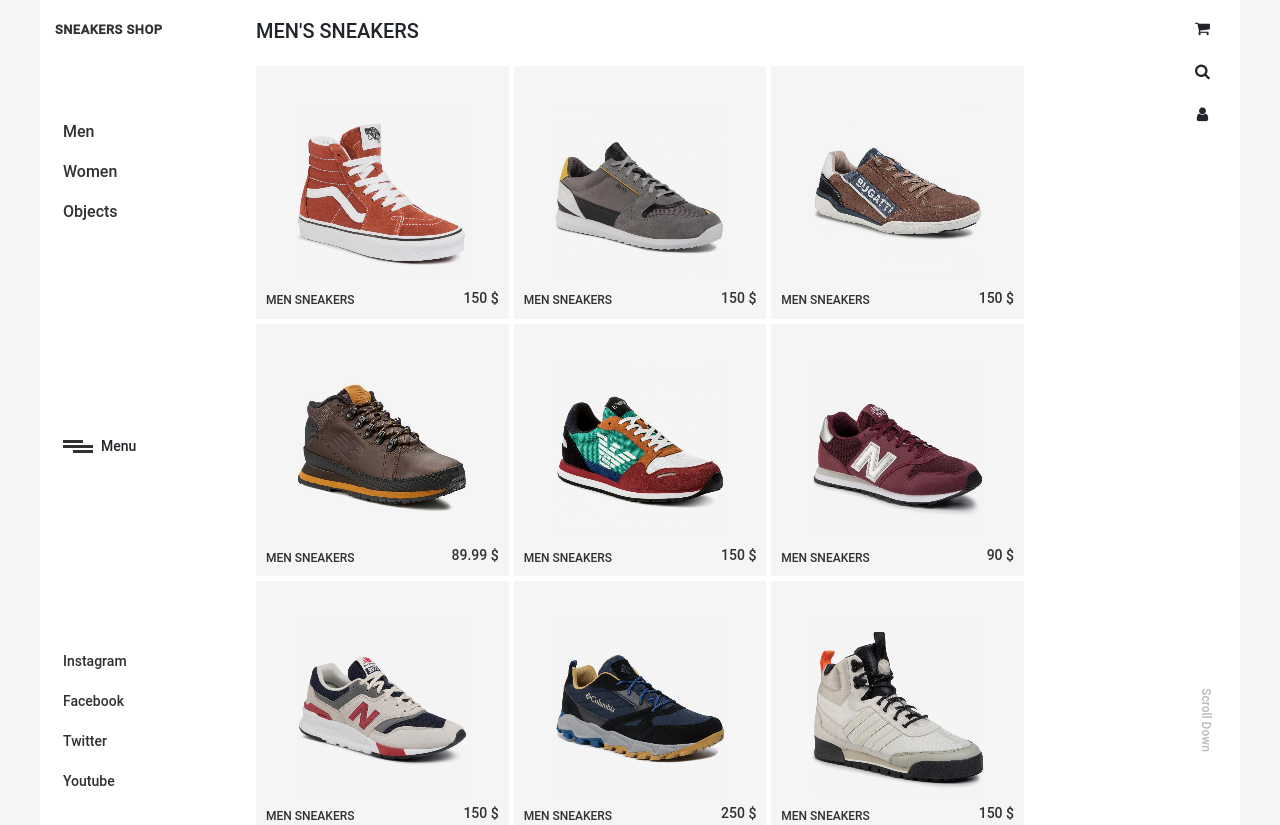 SNEAKERS SHOP
MEN'S SNEAKERS
Men
Women
Objects
BUGATTI
MEN SNEAKERS
150 $
MEN SNEAKERS
150 $
MEN SNEAKERS
150 $
Menu
N
MEN SNEAKERS
89.99 $
MEN SNEAKERS
150 $
MEN SNEAKERS
90 $
Instagram
Facebook
Twitter
Youtube
N
Columbia
Scroll Down
MEN SNEAKERS
150 $
MEN SNEAKERS
250 $
MEN SNEAKERS
150 $